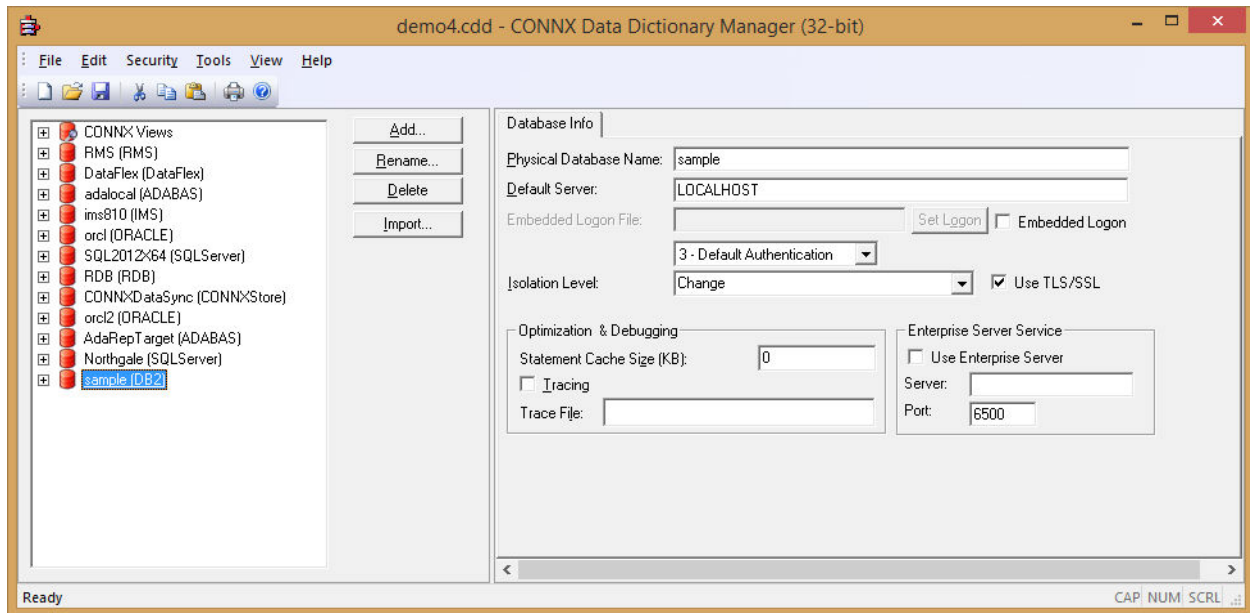 demo4.cdd - CONNX Data Dictionary Manager (32-bit)
File Edit Security Tools View Help
CONNX Views
RMS (RMS)
DataFlex (DataFlex)
adalocal (ADABAS)
ims810 (IMS)
orcl (ORACLE)
SQL2012X64 (SQLServer)
RDB (RDB)
CONNXDataSync (CONNXStore)
orcl2 (ORACLE)
AdaRepTarget (ADABAS)
Northgale (SQLServer)
sample (DB2)
Add...
Rename...
Delete
Import...
Database Info
Physical Database Name: sample
Default Server: LOCALHOST
Embedded Logon File: Set Logon Embedded Logon
3 - Default Authentication
Isolation Level: Change Use TLS/SSL
Optimization & Debugging
Statement Cache Size (KB): 0
Tracing
Trace File:
Enterprise Server Service
Use Enterprise Server
Server:
Port: 6500
Ready
CAP NUM SCRL